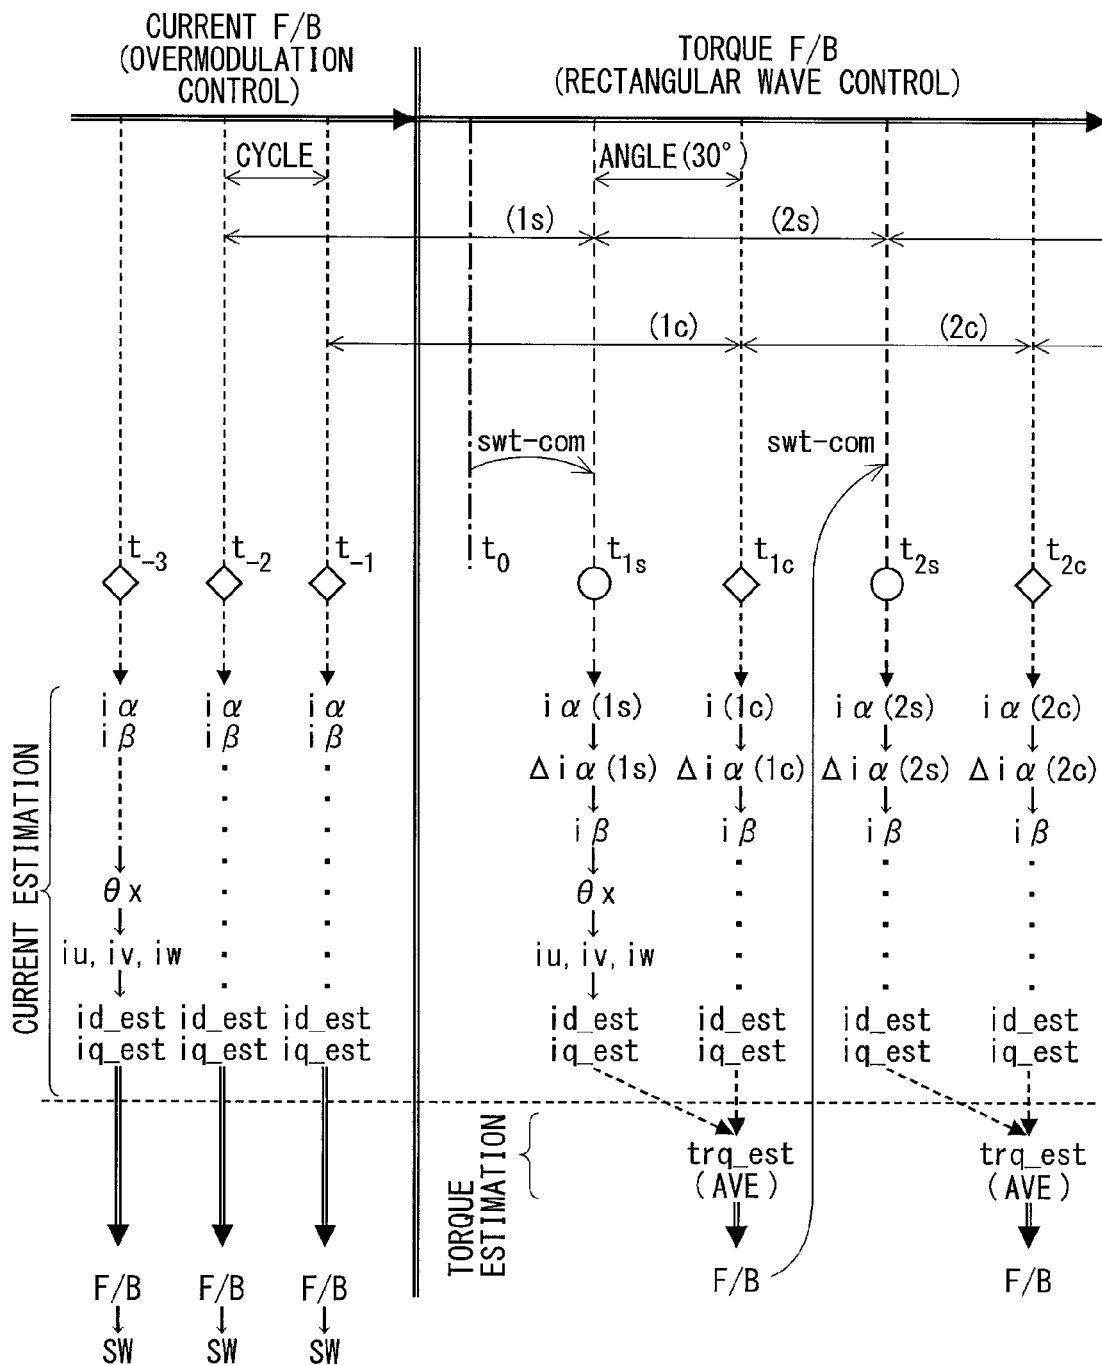 CURRENT F/B
(OVERMODULATION
CONTROL)
TORQUE F/B
(RECTANGULAR WAVE CONTROL)
CYCLE
ANGLE(30°)
(1s)
(2s)
(1c)
(2c)
swt-com
swt-com
t-3
t-2
t-1
t0
t1s
t1c
t2s
t2c
CURRENT ESTIMATION
iα
iα
iα
iα(1s)
i(1c)
iα(2s)
iα(2c)
iβ
iβ
iβ
Δiα(1s)
Δiα(1c)
Δiα(2s)
Δiα(2c)
iβ
iβ
iβ
iβ
θx
θx
iu, iv, iw
iu, iv, iw
id_est
id_est
id_est
id_est
id_est
id_est
id_est
iq_est
iq_est
iq_est
iq_est
iq_est
iq_est
iq_est
TORQUE
ESTIMATION
trq_est
(AVE)
trq_est
(AVE)
F/B
F/B
F/B
F/B
F/B
SW
SW
SW